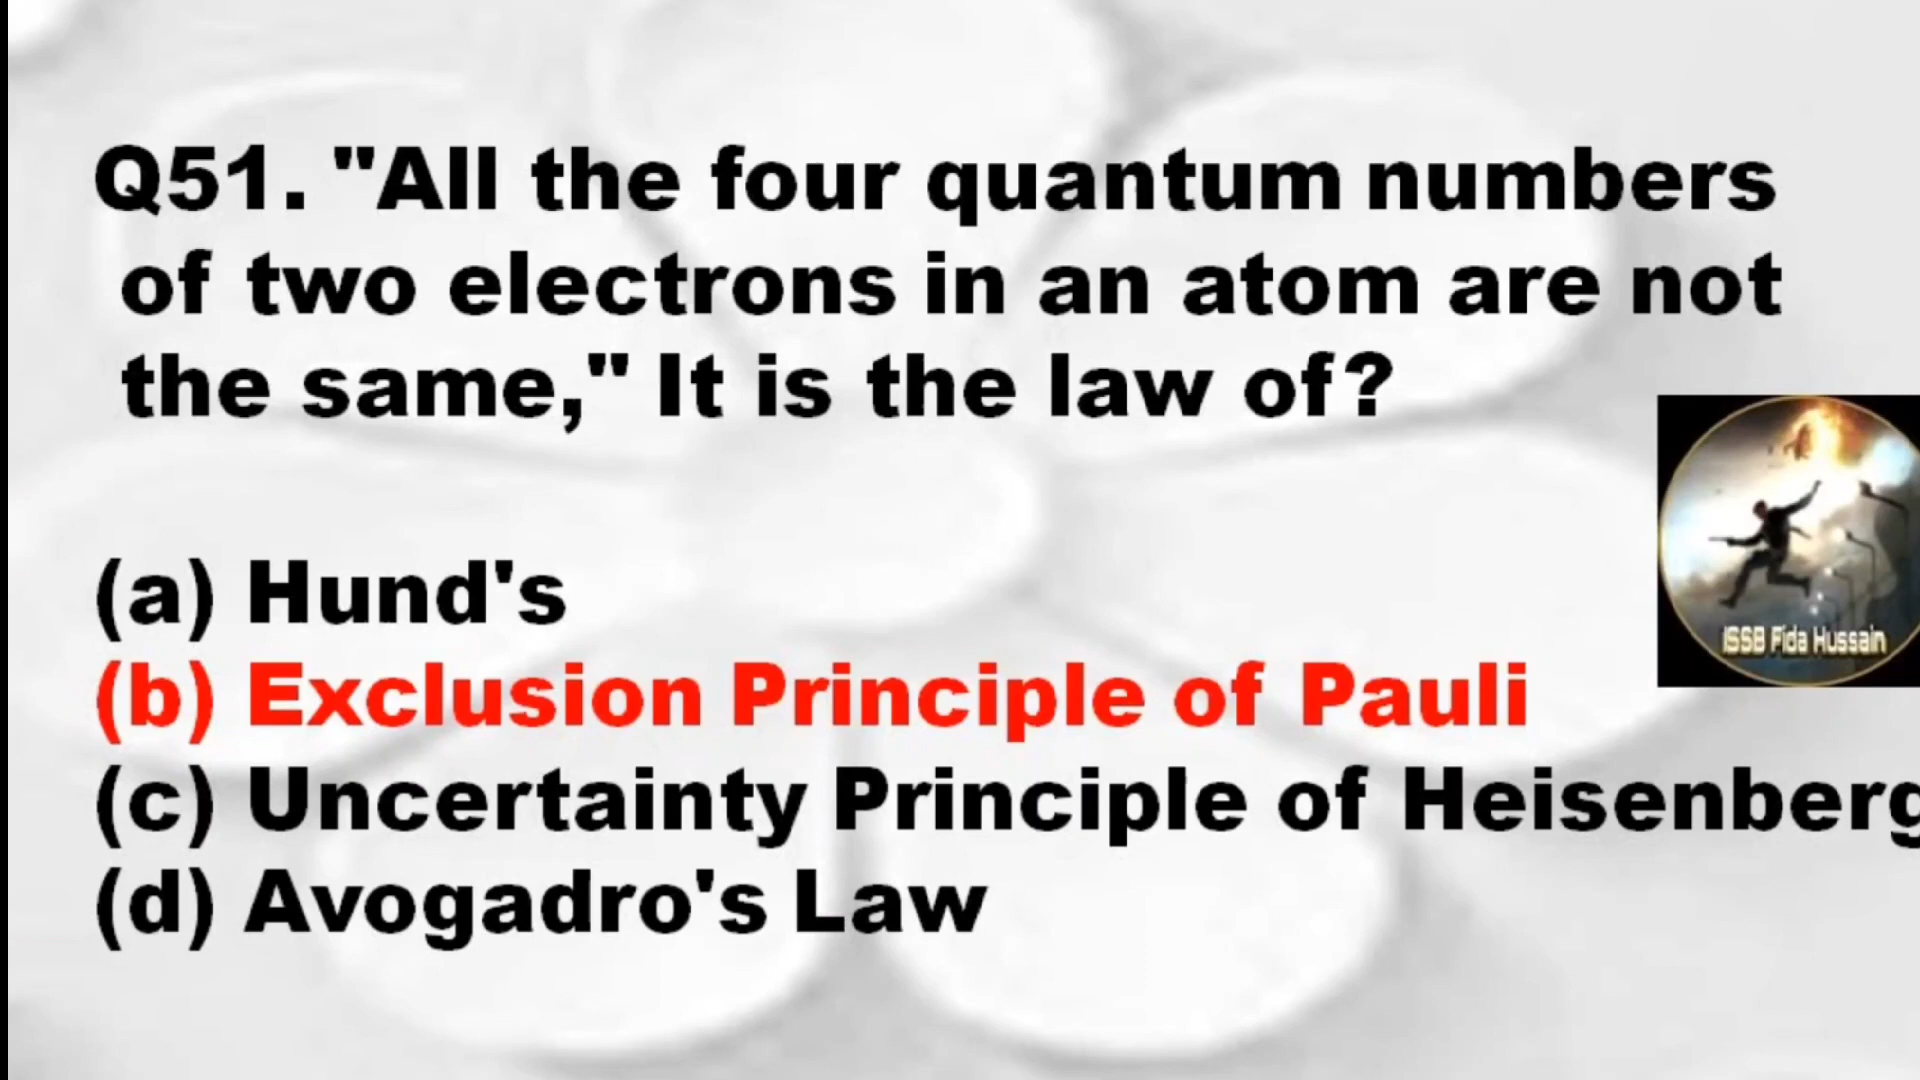 Q51. "All the four quantum numbers
of two electrons in an atom are not
the same," It is the law of?
(a) Hund's
(b) Exclusion Principle of Pauli
(c) Uncertainty Principle of Heisenberg
(d) Avogadro's Law
ISSB Fida Hussain